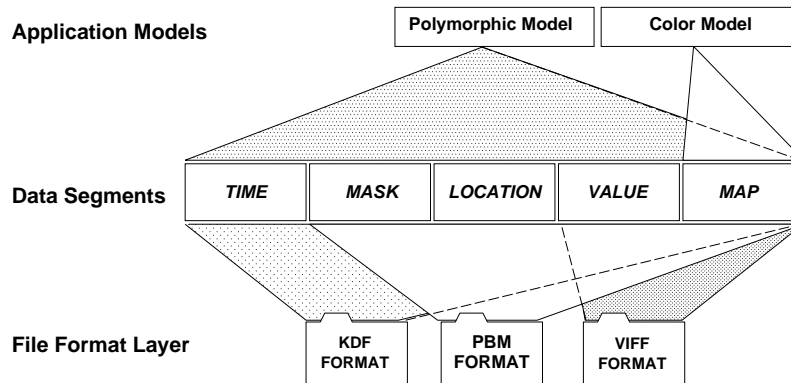 Application Models
Polymorphic Model
Color Model
Data Segments
TIME
MASK
LOCATION
VALUE
MAP
File Format Layer
KDF
FORMAT
PBM
FORMAT
VIFF
FORMAT